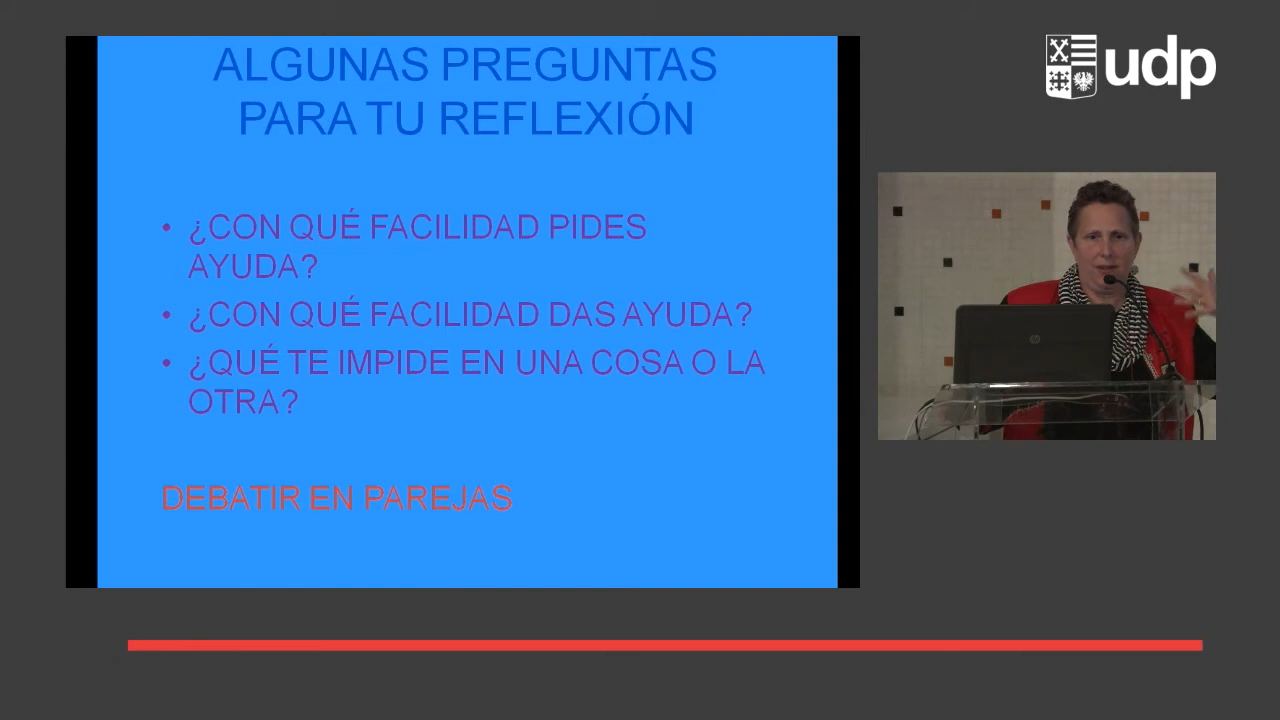 ALGUNAS PREGUNTAS
PARA TU REFLEXIÓN
• ¿CON QUÉ FACILIDAD PIDES
AYUDA?
• ¿CON QUÉ FACILIDAD DAS AYUDA?
• ¿QUÉ TE IMPIDE EN UNA COSA O LA
OTRA?
DEBATIR EN PAREJAS
udp
hp